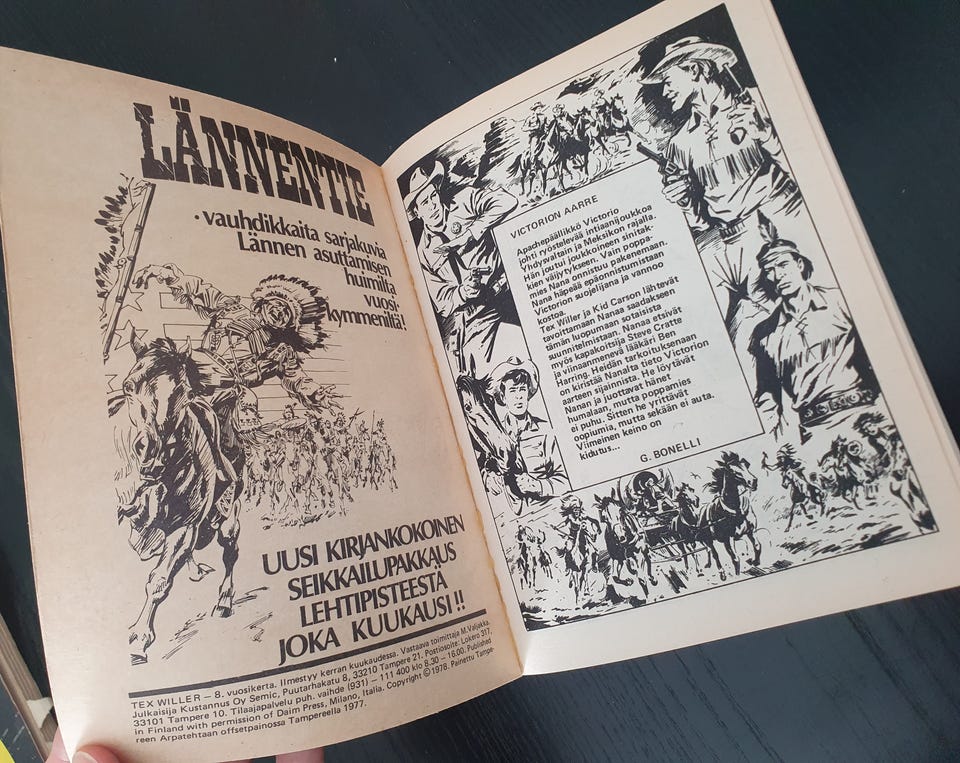 LÄNNENTIE
• vauhdikkaita sarjakuvia
Lännen asuttamisen
huimilta
vuosi-
kymmeniltä!
UUSI KIRJANKOKOINEN
SEIKKAILUPAKKAUS
LEHTIPISTEESTÄ
JOKA KUUKAUSI!!
TEX WILLER — 8. vuosikerta. Ilmestyy kerran kuukaudessa. Vastaava toimittaja M. Valjakka.
Julkaisija Kustannus Oy Semic, Puutarhakatu 8, 33210 Tampere 21. Postiosoite: Lokero 317,
33101 Tampere 10. Tilaajapalvelu puh. vaihde (931) — 111 400 klo 8.30 — 16.00. Published
in Finland with permission of Daim Press, Milano, Italia. Copyright © 1978. Painettu Tampe-
reen Arpatehtaan offsetpainossa Tampereella 1977.
VICTORION AARRE
Apachepäällikkö Victorio
johti ryöstelevää intiaanijoukkoa
Yhdysvaltain ja Meksikon rajalla.
Hän joutui joukkoineen sinitak-
kien väijytykseen. Vain poppa-
mies Nana onnistuu pakenemaan.
Nana häpeää epäonnistumistaan
Victorion suojelijana ja vannoo
kostoa.
Tex Willer ja Kid Carson lähtevät
tavoittamaan Nanaa saadakseen
tämän luopumaan sotaisista
suunnitelmistaan. Nanaa etsivät
myös kapakoitsija Steve Cratte
ja viinaanmenevä lääkäri Ben
Harring. Heidän tarkoituksenaan
on kiristää Nanalta tieto Victorion
aarteen sijainnista. He löytävät
Nanan ja juottavat hänet
humalaan, mutta poppamies
ei puhu. Sitten he yrittävät
oopiumia, mutta sekään ei auta.
Viimeinen keino on
kidutus...
G. BONELLI